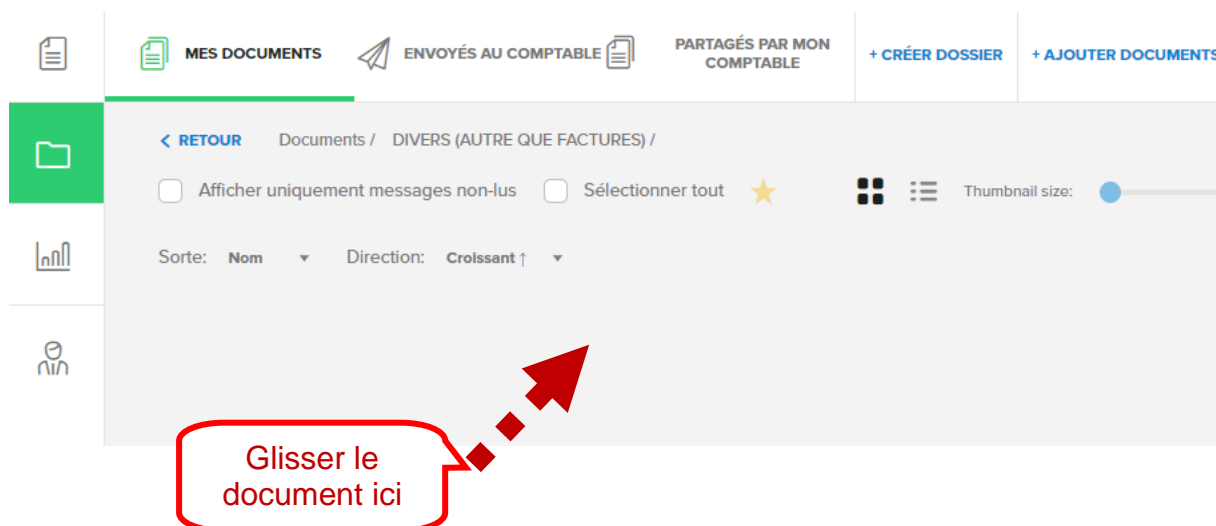 MES DOCUMENTS
ENVOYÉS AU COMPTABLE
PARTAGÉS PAR MON
COMPTABLE
+ CRÉER DOSSIER
+ AJOUTER DOCUMENTS
< RETOUR
Documents /
DIVERS (AUTRE QUE FACTURES) /
Afficher uniquement messages non-lus
Sélectionner tout
Thumbnail size:
Sorte: Nom
Direction: Croissant ↑
Glisser le
document ici